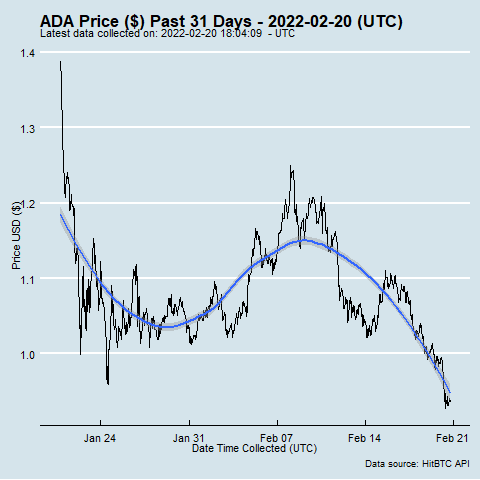 ADA Price ($) Past 31 Days - 2022-02-20 (UTC)
Latest data collected on: 2022-02-20 18:04:09 - UTC
1.4
1.3
1.2
1.1
1.0
Price USD ($)
Jan 24 Jan 31 Feb 07 Feb 14 Feb 21
Date Time Collected (UTC)
Data source: HitBTC API